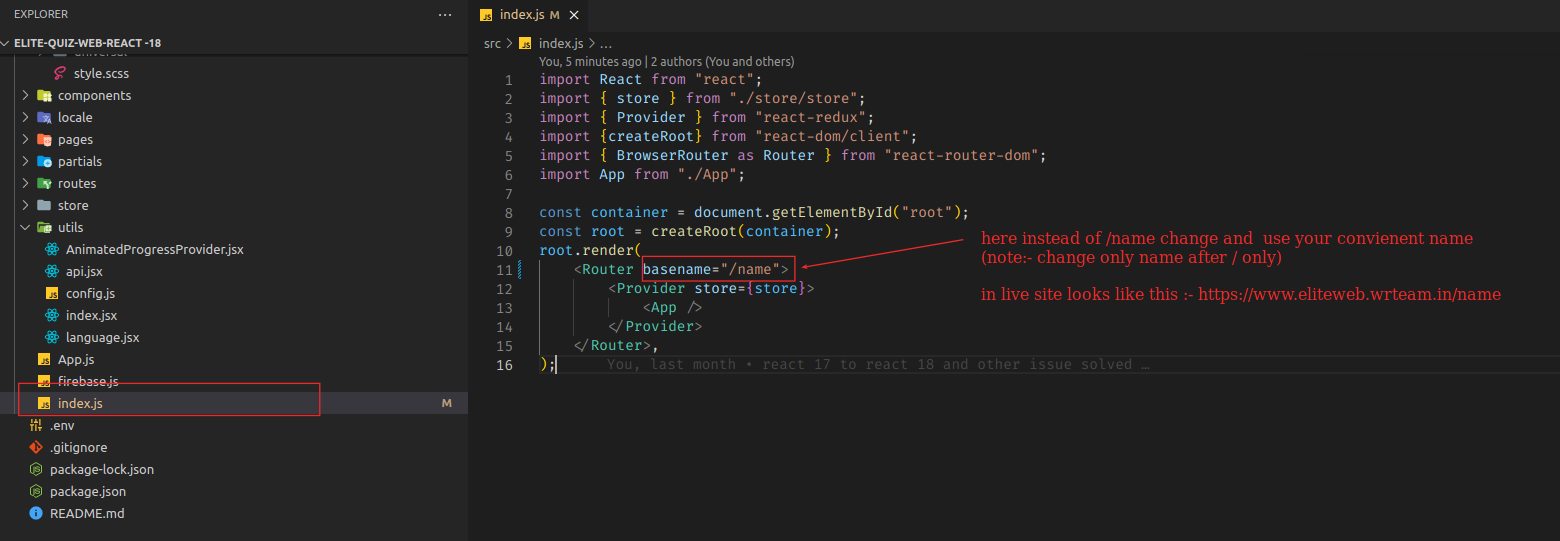 EXPLORER
···
ELITE-QUIZ-WEB-REACT -18
universal
style.scss
components
locale
pages
partials
routes
store
utils
AnimatedProgressProvider.jsx
api.jsx
config.js
index.jsx
language.jsx
App.js
firebase.js
index.js M
.env
.gitignore
package-lock.json
package.json
README.md
JS index.js M ×
src > JS index.js > ...
You, 5 minutes ago | 2 authors (You and others)
1 import React from "react";
2 import { store } from "./store/store";
3 import { Provider } from "react-redux";
4 import {createRoot} from "react-dom/client";
5 import { BrowserRouter as Router } from "react-router-dom";
6 import App from "./App";
7
8 const container = document.getElementById("root");
9 const root = createRoot(container);
10 root.render(
11 <Router basename="/name">
12 <Provider store={store}>
13 <App />
14 </Provider>
15 </Router>,
16 ); You, last month • react 17 to react 18 and other issue solved …
here instead of /name change and use your convienent name
(note:- change only name after / only)
in live site looks like this :- https://www.eliteweb.wrteam.in/name